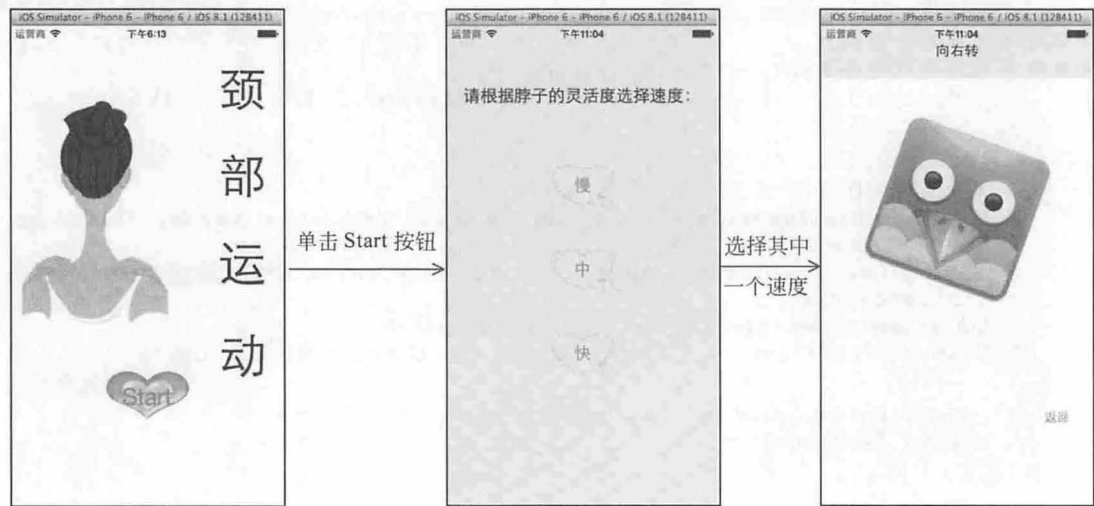 iOS Simulator - iPhone 6 - iPhone 6 / iOS 8.1 (12B411)
运营商 下午6:13
颈
部
运
动
Start
单击 Start 按钮
iOS Simulator - iPhone 6 - iPhone 6 / iOS 8.1 (12B411)
运营商 下午11:04
请根据脖子的灵活度选择速度：
慢
中
快
选择其中
一个速度
iOS Simulator - iPhone 6 - iPhone 6 / iOS 8.1 (12B411)
运营商 下午11:04
向右转
返回